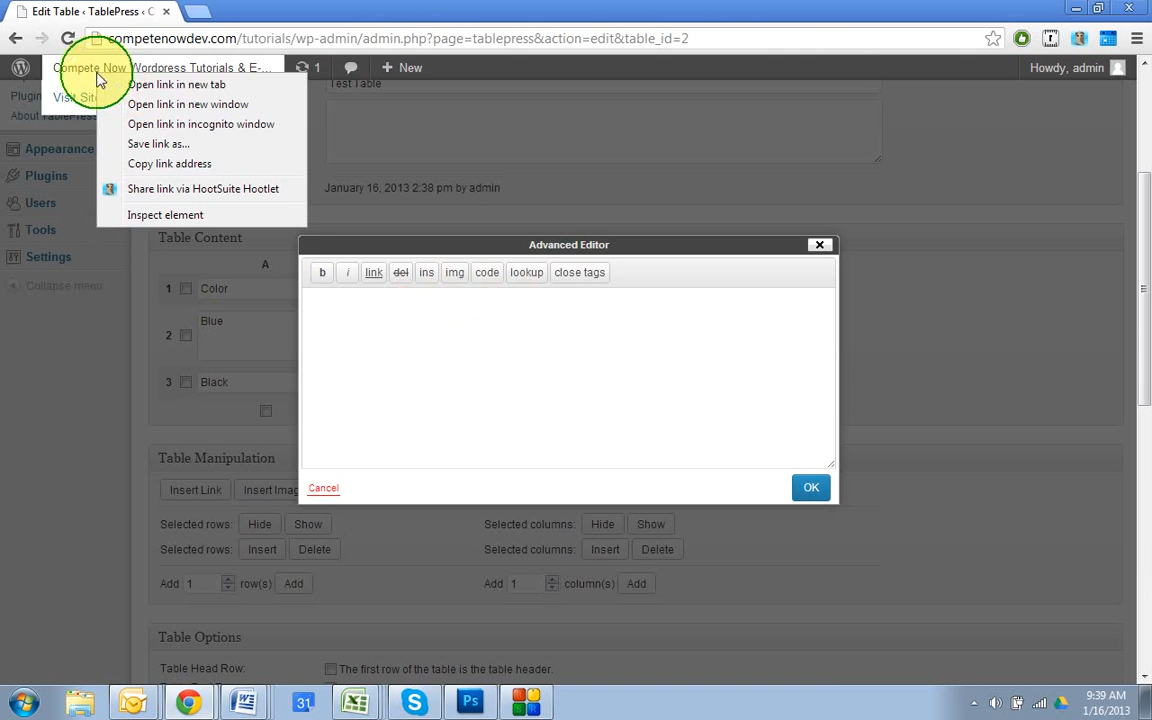 Edit Table ‹ TablePress ‹ C
competenowdev.com/tutorials/wp-admin/admin.php?page=tablepress&action=edit&table_id=2
Compete Now Wordpress Tutorials & E-...
1
New
Howdy, admin
Visit Site
Plugin
About TablePress
Appearance
Plugins
Users
Tools
Settings
Collapse menu
Open link in new tab
Open link in new window
Open link in incognito window
Save link as...
Copy link address
Share link via HootSuite Hootlet
Inspect element
Test Table
January 16, 2013 2:38 pm by admin
Table Content
A
1 Color
2 Blue
3 Black
Advanced Editor
b i link del ins img code lookup close tags
Cancel
OK
Table Manipulation
Insert Link Insert Imag
Selected rows: Hide Show Selected columns: Hide Show
Selected rows: Insert Delete Selected columns: Insert Delete
Add 1 row(s) Add Add 1 column(s) Add
Table Options
Table Head Row: The first row of the table is the table header.
31
Ps
9:39 AM
1/16/2013